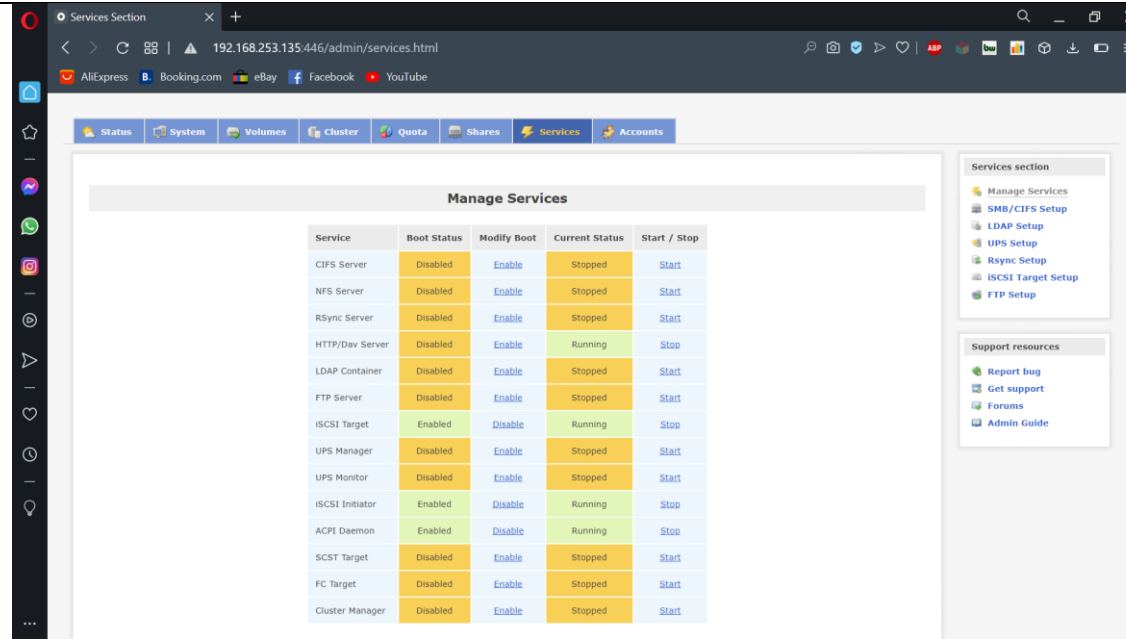 Services Section
192.168.253.135:446/admin/services.html
ABP
bw
AliExpress B. Booking.com eBay Facebook YouTube
Status System Volumes Cluster Quota Shares Services Accounts
Manage Services
Service Boot Status Modify Boot Current Status Start / Stop
CIFS Server Disabled Enable Stopped Start
NFS Server Disabled Enable Stopped Start
RSync Server Disabled Enable Stopped Start
HTTP/Dav Server Disabled Enable Running Stop
LDAP Container Disabled Enable Stopped Start
FTP Server Disabled Enable Stopped Start
iSCSI Target Enabled Disable Running Stop
UPS Manager Disabled Enable Stopped Start
UPS Monitor Disabled Enable Stopped Start
iSCSI Initiator Enabled Disable Running Stop
ACPI Daemon Enabled Disable Running Stop
SCST Target Disabled Enable Stopped Start
FC Target Disabled Enable Stopped Start
Cluster Manager Disabled Enable Stopped Start
Services section
Manage Services
SMB/CIFS Setup
LDAP Setup
UPS Setup
Rsync Setup
iSCSI Target Setup
FTP Setup
Support resources
Report bug
Get support
Forums
Admin Guide